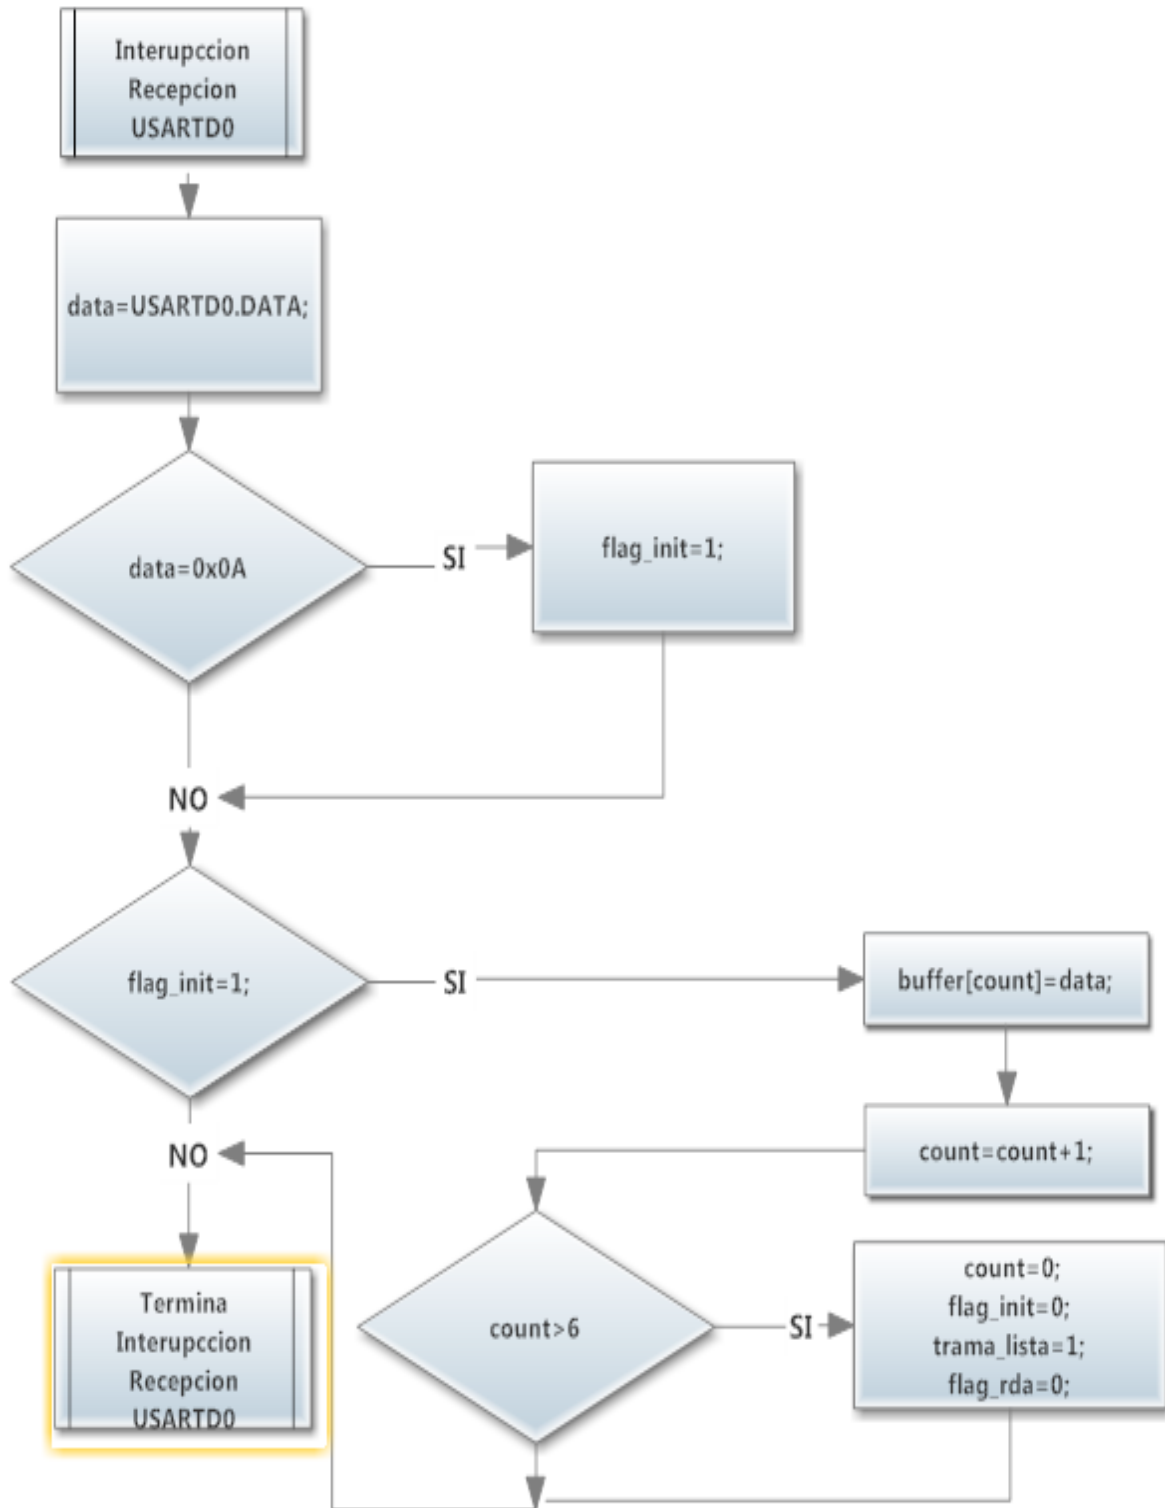 Interupccion
Recepcion
USARTD0
data=USARTD0.DATA;
data=0x0A
SI
flag_init=1;
NO
flag_init=1;
SI
buffer[count]=data;
count=count+1;
NO
count>6
SI
count=0;
flag_init=0;
trama_lista=1;
flag_rda=0;
Termina
Interupccion
Recepcion
USARTD0